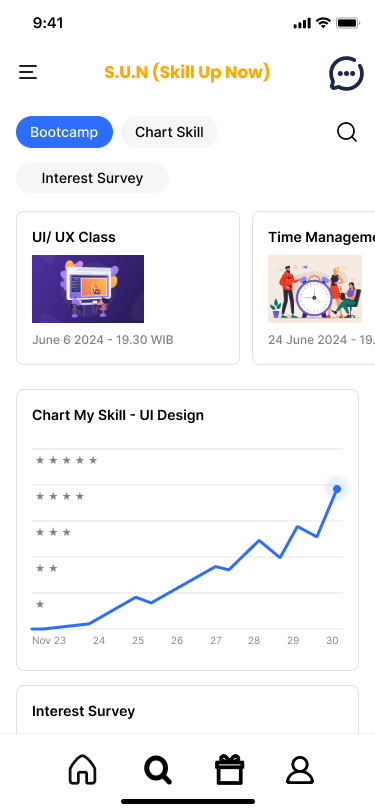 9:41
S.U.N (Skill Up Now)
Bootcamp
Chart Skill
Interest Survey
UI/ UX Class
Time Manageme
June 6 2024 - 19.30 WIB
24 June 2024 - 19.
Chart My Skill - UI Design
★ ★ ★ ★ ★
★ ★ ★ ★
★ ★ ★
★ ★
★
Nov 23 24 25 26 27 28 29 30
Interest Survey